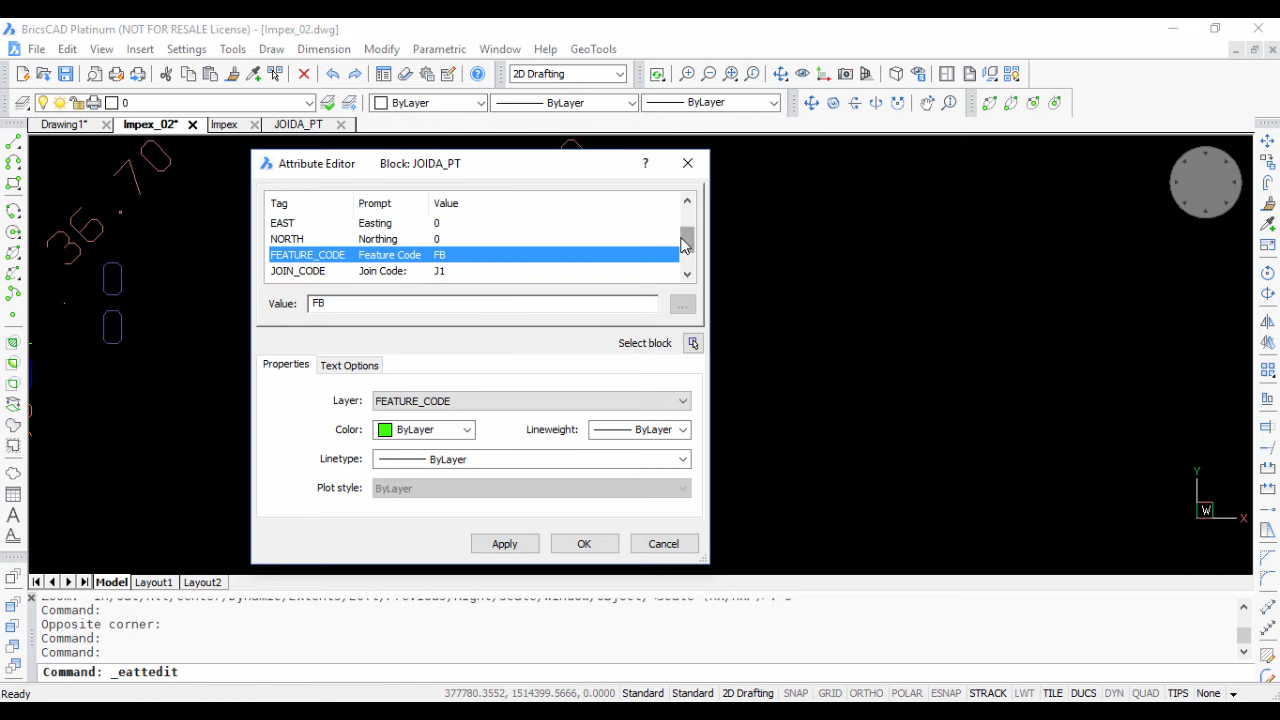 BricsCAD Platinum (NOT FOR RESALE License) - [Impex_02.dwg]
File Edit View Insert Settings Tools Draw Dimension Modify Parametric Window Help GeoTools
2D Drafting
0 ByLayer ByLayer ByLayer
Drawing1* Impex_02* Impex JOIDA_PT
36.70
Attribute Editor Block: JOIDA_PT ?
Tag Prompt Value
EAST Easting 0
NORTH Northing 0
FEATURE_CODE Feature Code FB
JOIN_CODE Join Code: J1
Value: FB ...
Select block
Properties Text Options
Layer: FEATURE_CODE
Color: ByLayer Lineweight: ByLayer
Linetype: ByLayer
Plot style: ByLayer
Apply OK Cancel
Y
W X
Model Layout1 Layout2
Command:
Opposite corner:
Command:
Command:
Command: _eattedit
Ready 377780.3552, 1514399.5666, 0.0000 Standard Standard 2D Drafting SNAP GRID ORTHO POLAR ESNAP STRACK LWT TILE DUCS DYN QUAD TIPS None